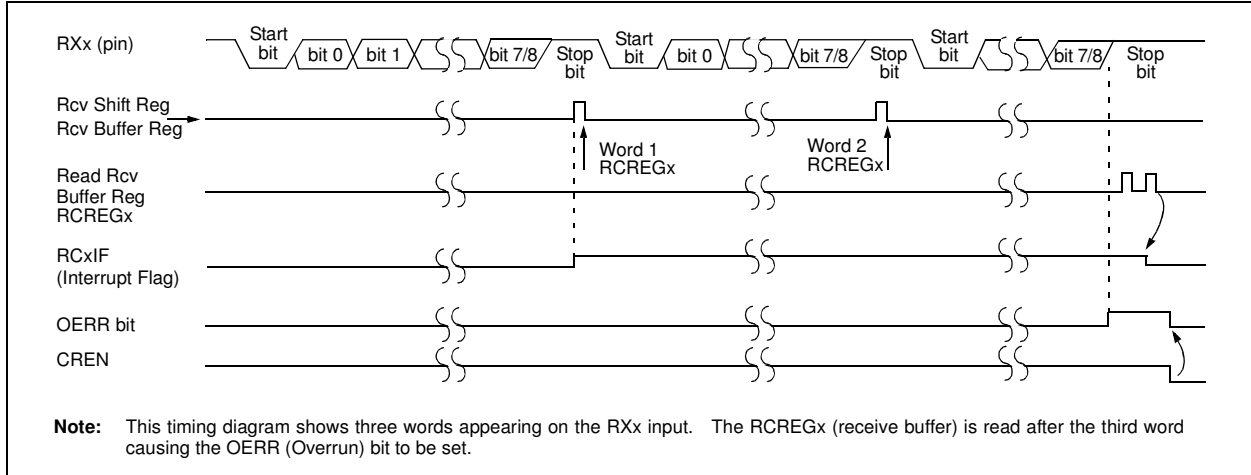 RXx (pin)
Start bit
bit 0
bit 1
bit 7/8
Stop bit
Start bit
bit 0
bit 7/8
Stop bit
Start bit
bit 7/8
Stop bit
Rcv Shift Reg
Rcv Buffer Reg
Word 1
RCREGx
Word 2
RCREGx
Read Rcv
Buffer Reg
RCREGx
RCxIF
(Interrupt Flag)
OERR bit
CREN
Note: This timing diagram shows three words appearing on the RXx input. The RCREGx (receive buffer) is read after the third word
causing the OERR (Overrun) bit to be set.